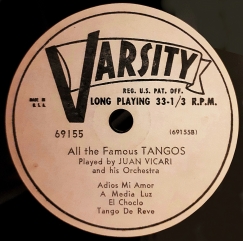 VARSITY
REG. U.S. PAT. OFF.
MADE IN
U.S.A.
LONG PLAYING 33-1/3 R.P.M.
69155
(69155B)
All the Famous TANGOS
Played by JUAN VICARI
and his Orchestra
Adios Mi Amor
A Media Luz
El Choclo
Tango De Reve